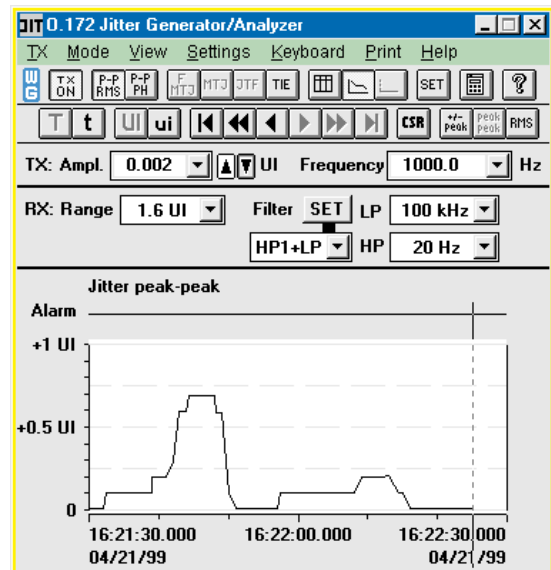 JIT O.172 Jitter Generator/Analyzer
TX Mode View Settings Keyboard Print Help
WG TX ON P-P RMS P-P PH F MTJ MTJ JTF TIE SET ?
T t UI ui CSR +/- Peak peak peak RMS
TX: Ampl. 0.002 UI Frequency 1000.0 Hz
RX: Range 1.6 UI Filter SET LP 100 kHz
HP1+LP HP 20 Hz
Jitter peak-peak
Alarm
+1 UI
+0.5 UI
0
16:21:30.000 16:22:00.000 16:22:30.000
04/21/99 04/21/99